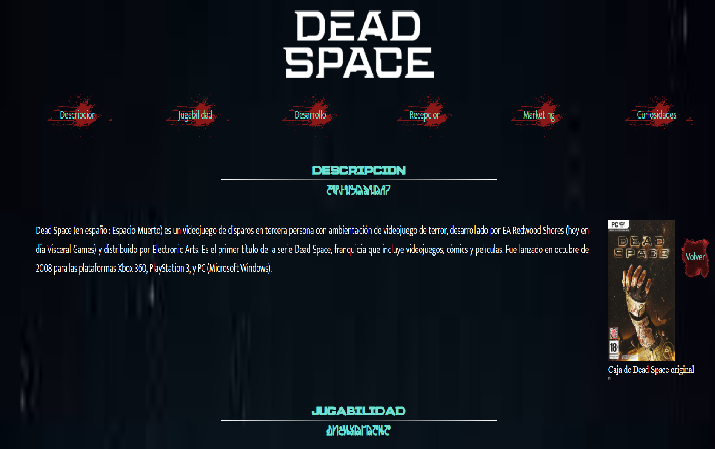 DEAD
SPACE
Descripcion
Jugabilidad
Desarrollo
Recepcion
Marketing
Curiosidades
DESCRIPCION
Dead Space (en español: Espacio Muerto) es un videojuego de disparos en tercera persona con ambientación de videojuego de terror, desarrollado por EA Redwood Shores (hoy en
día Visceral Games) y distribuido por Electronic Arts. Es el primer título de la serie Dead Space, franquicia que incluye videojuegos, cómics y películas. Fue lanzado en octubre de
2008 para las plataformas Xbox 360, PlayStation 3, y PC (Microsoft Windows).
PC
DEAD
SPACE
18
Volver
Caja de Dead Space original
JUGABILIDAD